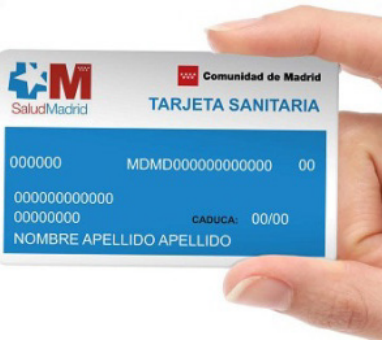 M
SaludMadrid
Comunidad de Madrid
TARJETA SANITARIA
000000 MDMD000000000000 00
000000000000
00000000 CADUCA: 00/00
NOMBRE APELLIDO APELLIDO